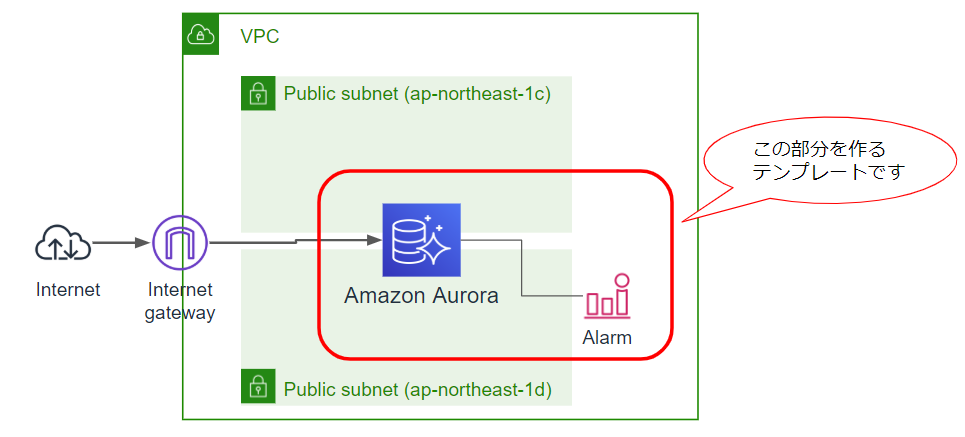 VPC
Public subnet (ap-northeast-1c)
この部分を作る
テンプレートです
Internet
Internet
gateway
Amazon Aurora
Alarm
Public subnet (ap-northeast-1d)